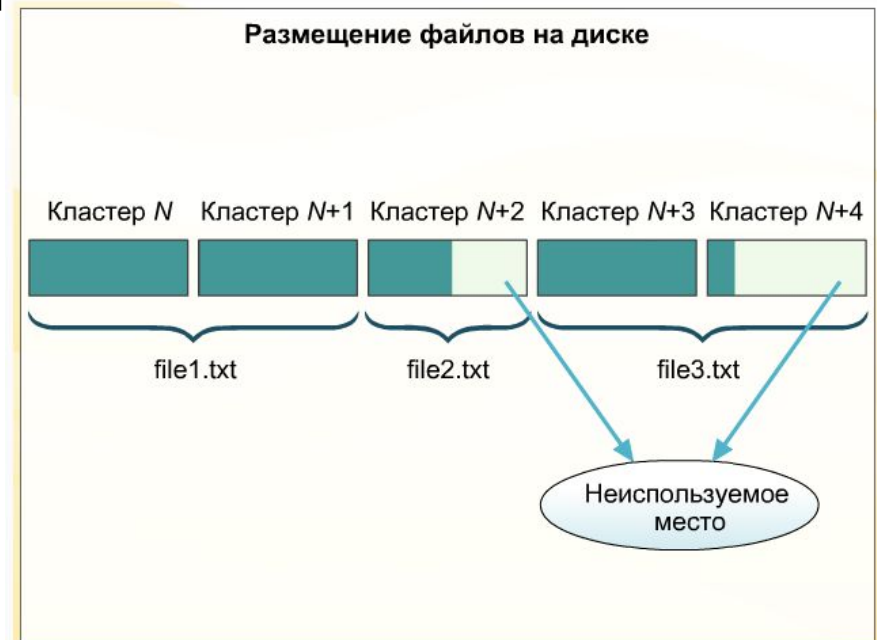 Размещение файлов на диске
Кластер N Кластер N+1 Кластер N+2 Кластер N+3 Кластер N+4
file1.txt file2.txt file3.txt
Неиспользуемое
место